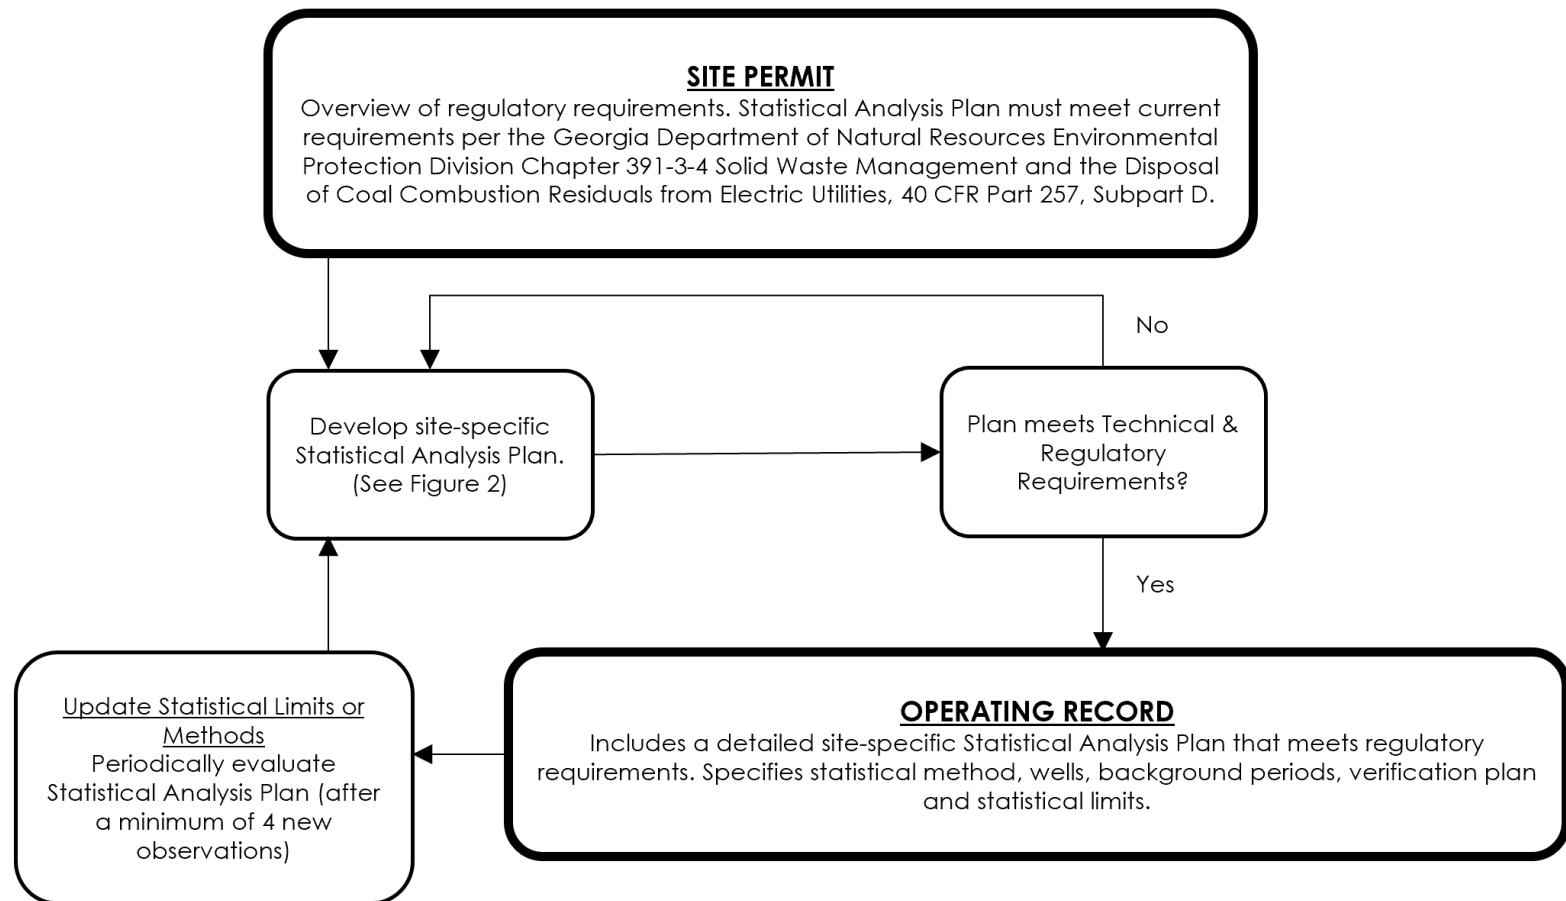 SITE PERMIT
Overview of regulatory requirements. Statistical Analysis Plan must meet current
requirements per the Georgia Department of Natural Resources Environmental
Protection Division Chapter 391-3-4 Solid Waste Management and the Disposal
of Coal Combustion Residuals from Electric Utilities, 40 CFR Part 257, Subpart D.
No
Develop site-specific
Statistical Analysis Plan.
(See Figure 2)
Plan meets Technical &
Regulatory
Requirements?
Yes
OPERATING RECORD
Includes a detailed site-specific Statistical Analysis Plan that meets regulatory
requirements. Specifies statistical method, wells, background periods, verification plan
and statistical limits.
Update Statistical Limits or
Methods
Periodically evaluate
Statistical Analysis Plan (after
a minimum of 4 new
observations)